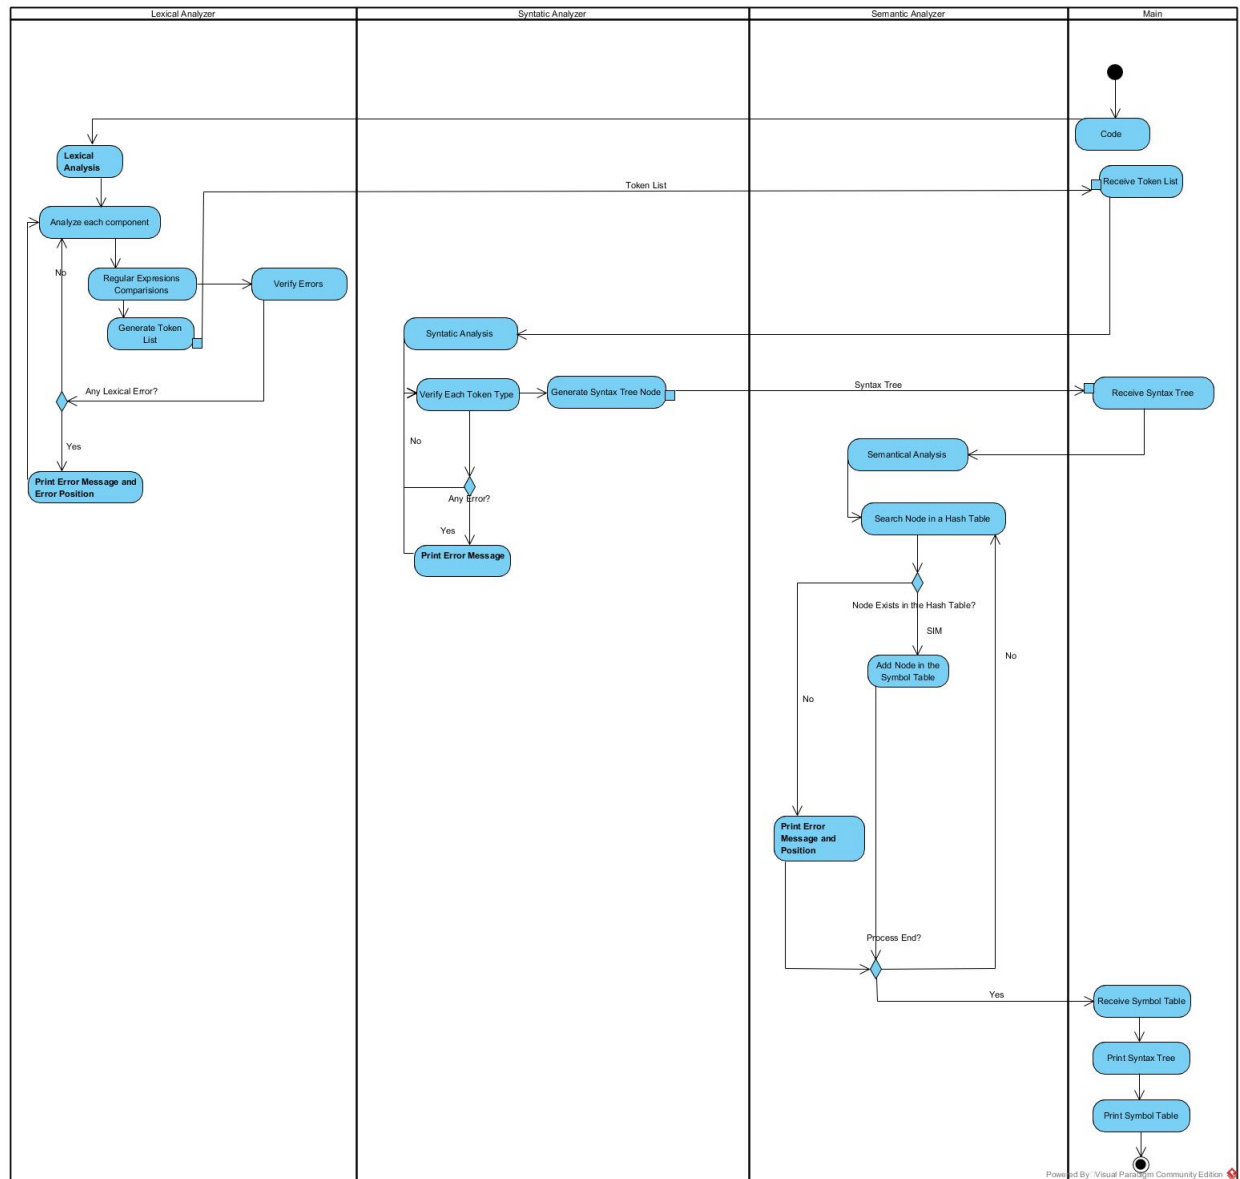 Lexical Analyzer
Syntatic Analyzer
Semantic Analyzer
Main
Code
Lexical
Analysis
Receive Token List
Token List
Analyze each component
No
Regular Expresions
Comparisions
Verify Errors
Generate Token
List
Syntatic Analysis
Any Lexical Error?
Verify Each Token Type
Generate Syntax Tree Node
Syntax Tree
Receive Syntax Tree
No
Yes
Semantical Analysis
Print Error Message and
Error Position
Any Error?
Search Node in a Hash Table
Yes
Print Error Message
Node Exists in the Hash Table?
SIM
No
Add Node in the
Symbol Table
No
Print Error
Message and
Position
Process End?
Yes
Receive Symbol Table
Print Syntax Tree
Print Symbol Table
Powered By Visual Paradigm Community Edition